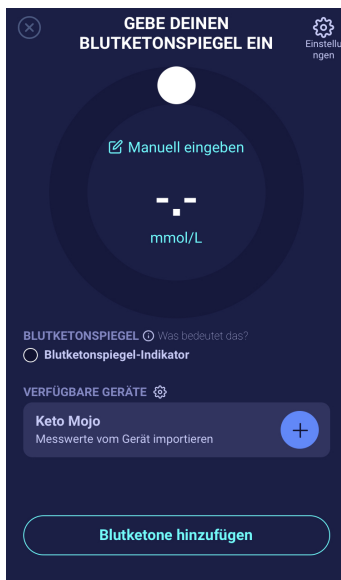 GEBE DEINEN
BLUTKETONSPIEGEL EIN
Einstellu
ngen
Manuell eingeben
-.-
mmol/L
BLUTKETONSPIEGEL Was bedeutet das?
Blutketonspiegel-Indikator
VERFÜGBARE GERÄTE
Keto Mojo
Messwerte vom Gerät importieren
Blutketone hinzufügen